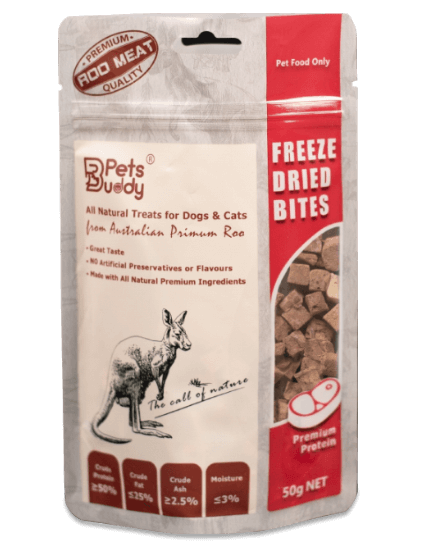 PREMIUM
ROO MEAT
QUALITY
Pet Food Only
Pets®
Buddy
All Natural Treats for Dogs & Cats
from Australian Primum Roo
- Great Taste
- NO Artificial Preservatives or Flavours
- Made with All Natural Premium Ingredients
FREEZE
DRIED
BITES
The call of nature
Premium
Protein
Crude
Protein
≥50%
Crude
Fat
≤25%
Crude
Ash
≥2.5%
Moisture
≤3%
50g NET